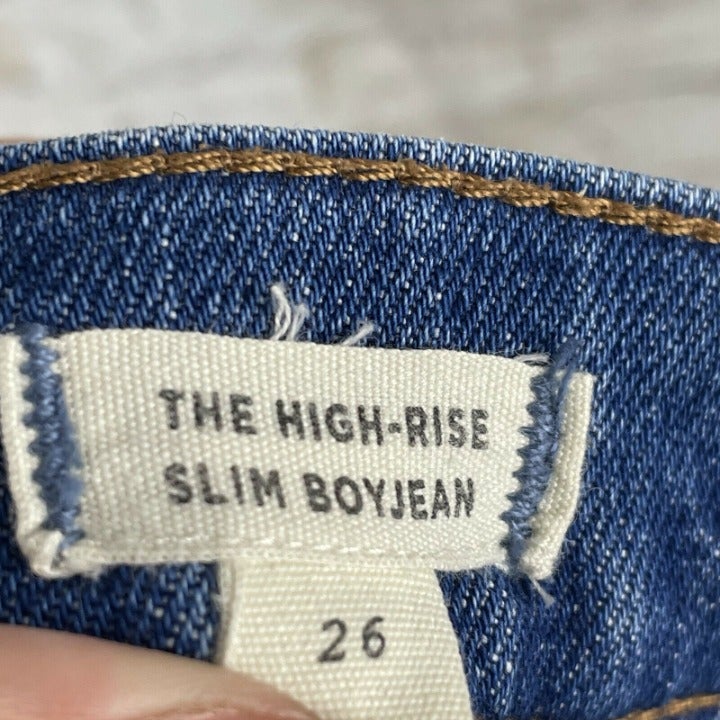 THE HIGH-RISE
SLIM BOYJEAN
26